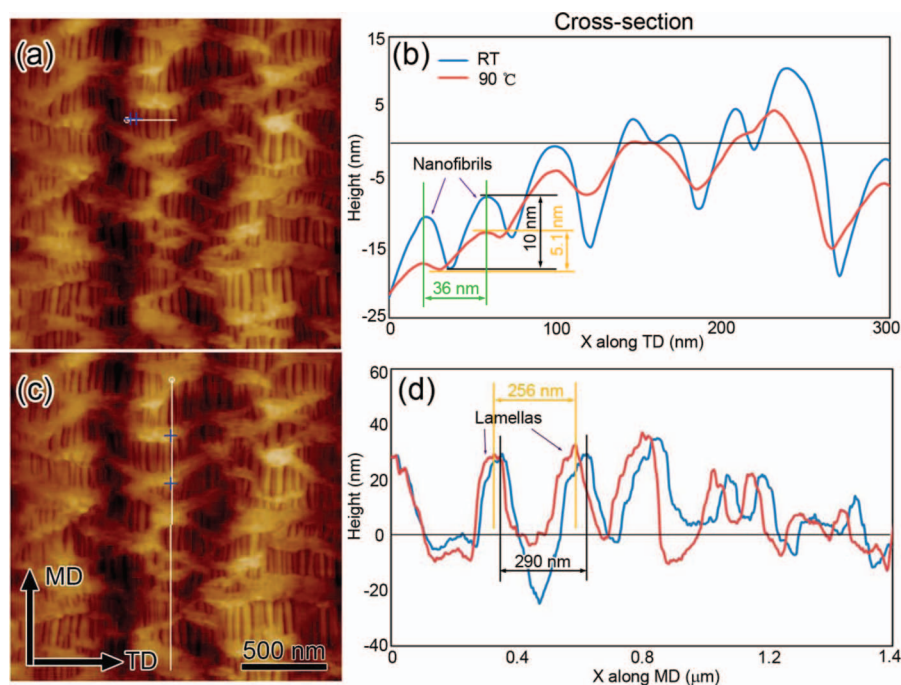 Cross-section
(a)
(b)
RT
90 ℃
Nanofibrils
10 nm
5.1 nm
36 nm
Height (nm)
15
5
-5
-15
-25
0
100
200
300
X along TD (nm)
(c)
MD
TD
500 nm
(d)
256 nm
Lamellas
290 nm
Height (nm)
60
40
20
0
-20
-40
0
0.4
0.8
1.2
1.4
X along MD (μm)